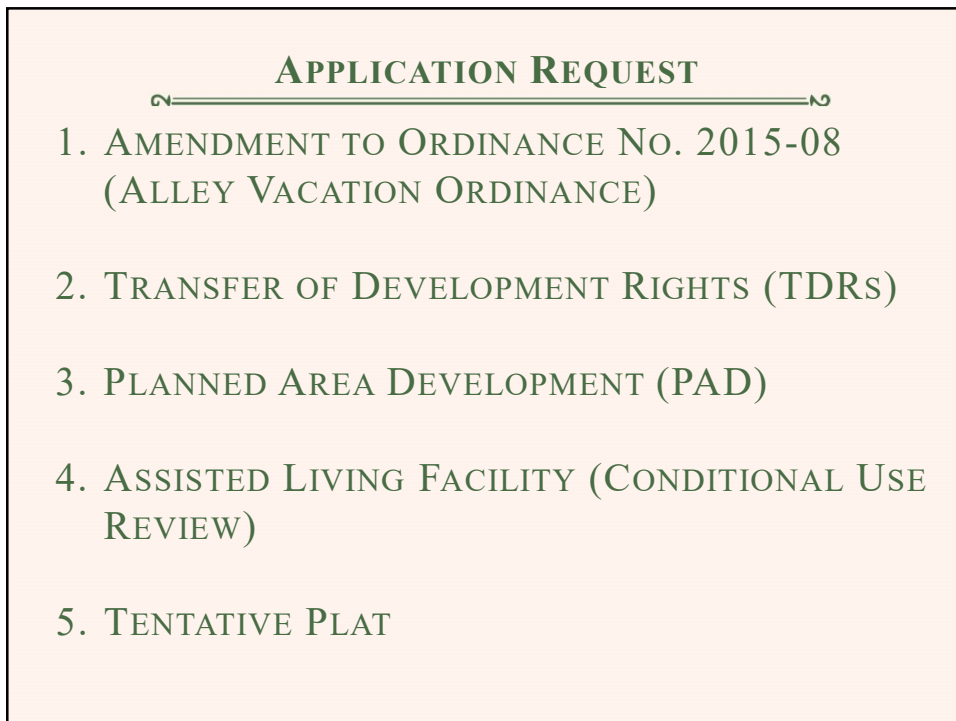 APPLICATION REQUEST
1. AMENDMENT TO ORDINANCE NO. 2015-08
(ALLEY VACATION ORDINANCE)
2. TRANSFER OF DEVELOPMENT RIGHTS (TDRS)
3. PLANNED AREA DEVELOPMENT (PAD)
4. ASSISTED LIVING FACILITY (CONDITIONAL USE
REVIEW)
5. TENTATIVE PLAT